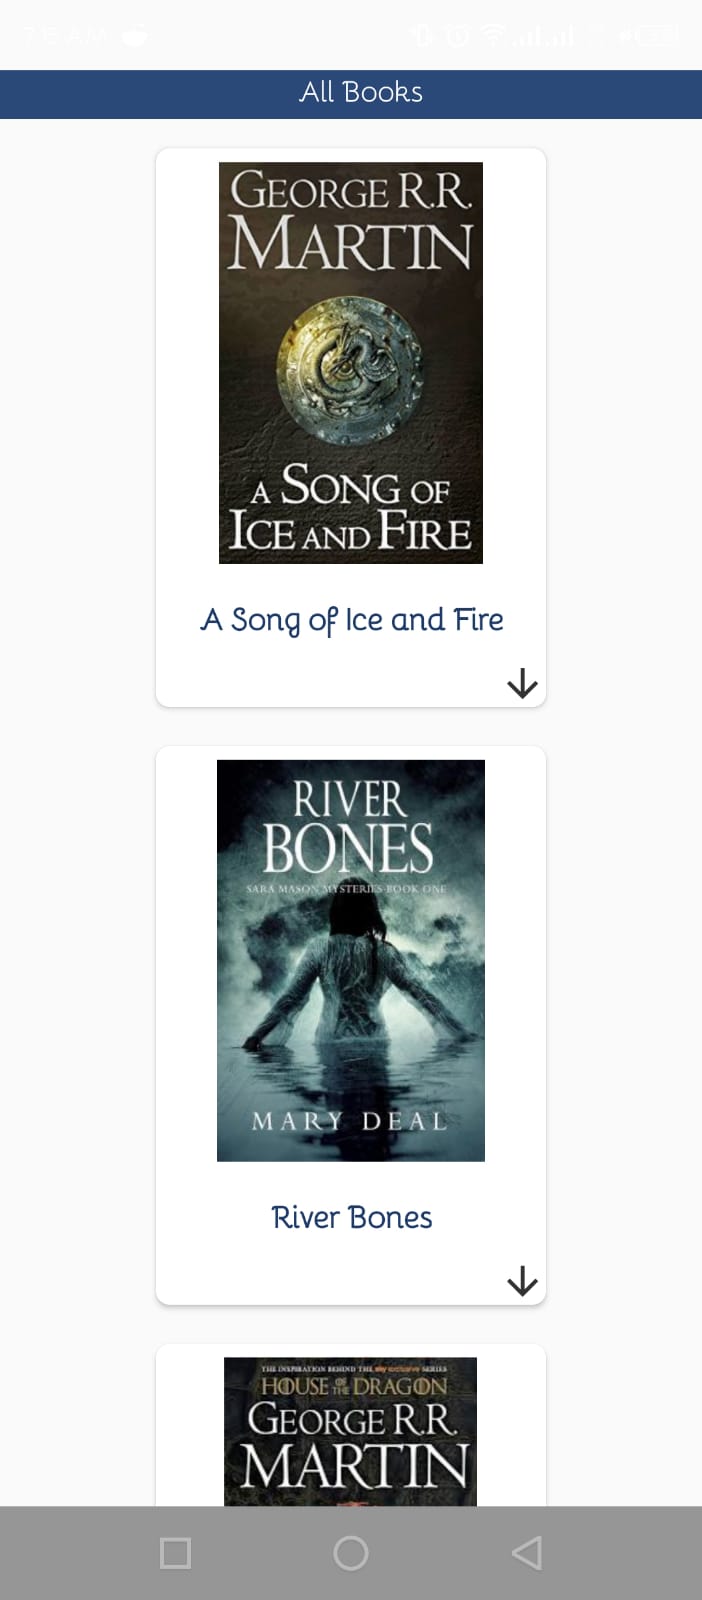 7:15 AM
All Books
GEORGE R.R.
MARTIN
A SONG OF
ICE AND FIRE
A Song of Ice and Fire
RIVER
BONES
SARA MASON MYSTERIES-BOOK ONE
MARY DEAL
River Bones
THE INSPIRATION BEHIND THE sky exclusive SERIES
HOUSE OF THE DRAGON
GEORGE R.R.
MARTIN